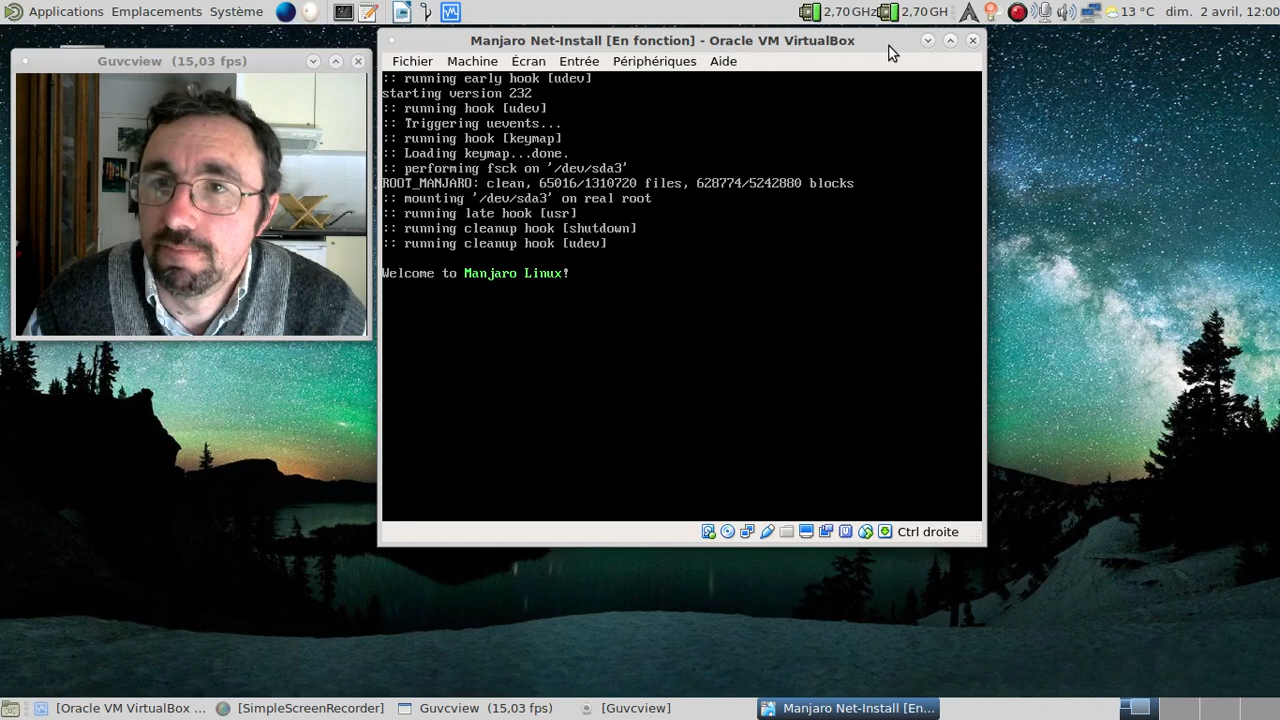 Applications Emplacements Système 2,70 GHz 2,70 GH 13 °C dim. 2 avril, 12:00
Guvcview (15,03 fps)
Manjaro Net-Install [En fonction] - Oracle VM VirtualBox
Fichier Machine Écran Entrée Périphériques Aide
:: running early hook [udev]
starting version 232
:: running hook [udev]
:: Triggering uevents...
:: running hook [keymap]
:: Loading keymap...done.
:: performing fsck on '/dev/sda3'
ROOT_MANJARO: clean, 65016/1310720 files, 628774/5242880 blocks
:: mounting '/dev/sda3' on real root
:: running late hook [usr]
:: running cleanup hook [shutdown]
:: running cleanup hook [udev]
Welcome to Manjaro Linux!
Ctrl droite
[Oracle VM VirtualBox ... [SimpleScreenRecorder] Guvcview (15,03 fps) [Guvcview] Manjaro Net-Install [En...